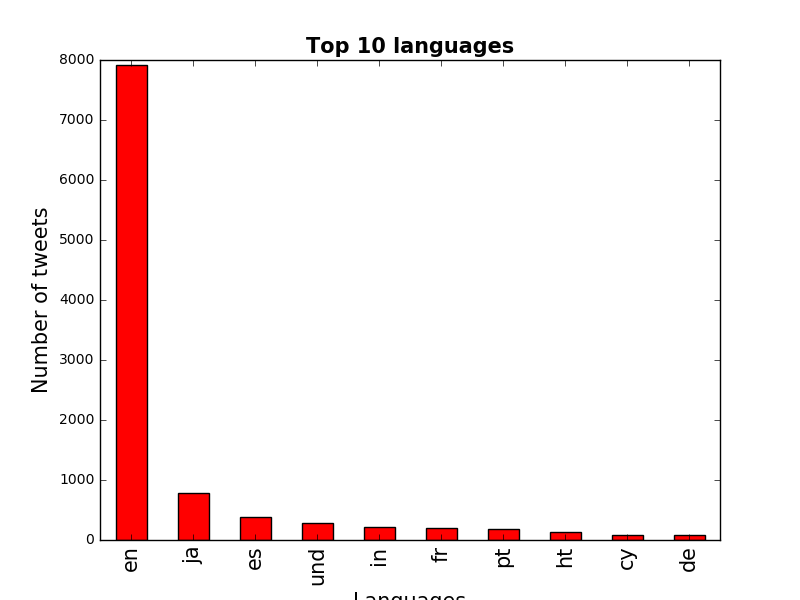 Top 10 languages
Number of tweets
8000
7000
6000
5000
4000
3000
2000
1000
0
en
ja
es
und
in
fr
pt
ht
cy
de
Languages